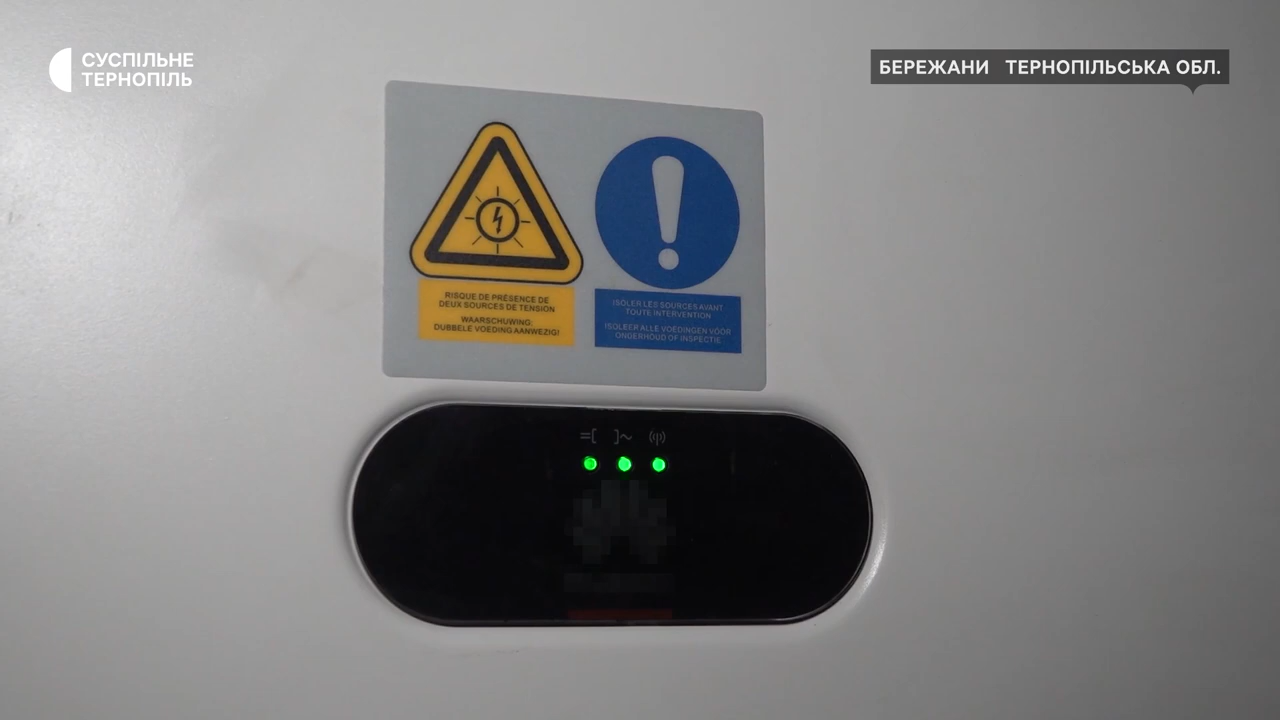 СУСПІЛЬНЕ
ТЕРНОПІЛЬ
БЕРЕЖАНИ ТЕРНОПІЛЬСЬКА ОБЛ.
RISQUE DE PRÉSENCE DE
DEUX SOURCES DE TENSION
WAARSCHUWING:
DUBBELE VOEDING AANWEZIG!
ISOLER LES SOURCES AVANT
TOUTE INTERVENTION
ISOLEER ALLE VOEDINGEN VOOR
ONDERHOUD OF INSPECTIE